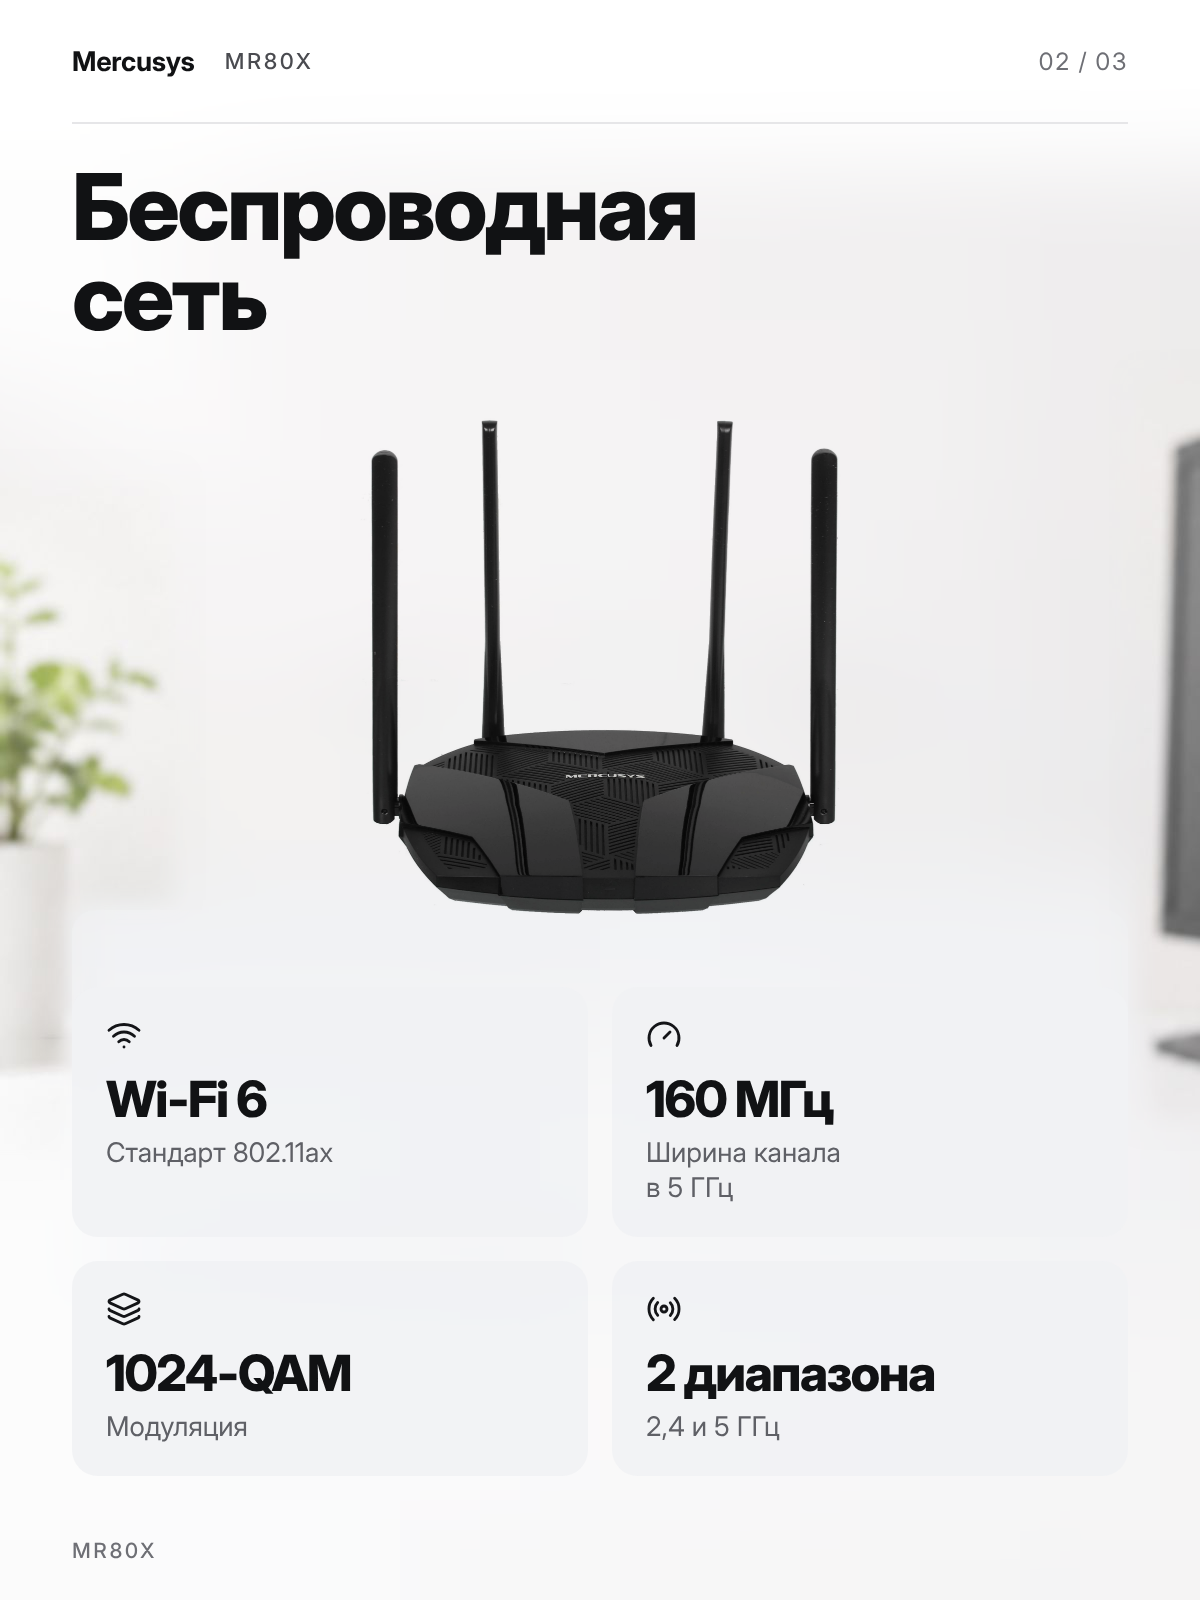 Mercusys MR80X 02 / 03
Беспроводная
сеть
MERCUSYS
Wi-Fi 6
Стандарт 802.11ax
160 МГц
Ширина канала
в 5 ГГц
1024-QAM
Модуляция
2 диапазона
2,4 и 5 ГГц
MR80X